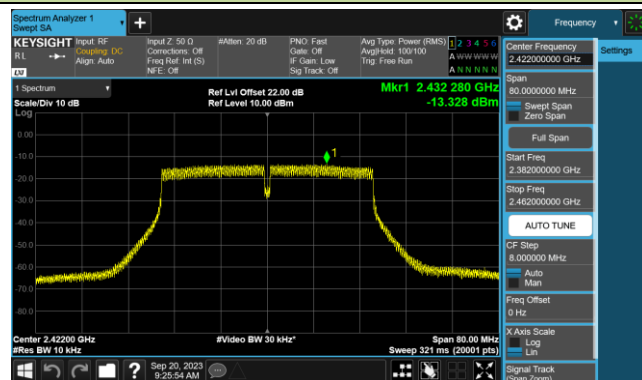 Spectrum Analyzer 1
Swept SA
+
Frequency
KEYSIGHT
RL
LXI
Input: RF
Coupling: DC
Align: Auto
Input Z: 50 Ω
Corrections: Off
Freq Ref: Int (S)
NFE: Off
#Atten: 20 dB
PNO: Fast
Gate: Off
IF Gain: Low
Sig Track: Off
Avg Type: Power (RMS)
Avg|Hold: 100/100
Trig: Free Run
1 2 3 4 5 6
A W W W W W
A N N N N N
1 Spectrum
Scale/Div 10 dB
Log
Ref Lvl Offset 22.00 dB
Ref Level 10.00 dBm
Mkr1 2.432 280 GHz
-13.328 dBm
0.00
-10.0
-20.0
-30.0
-40.0
-50.0
-60.0
-70.0
-80.0
1
Center 2.42200 GHz
#Res BW 10 kHz
#Video BW 30 kHz*
Span 80.00 MHz
Sweep 321 ms (20001 pts)
Center Frequency
2.422000000 GHz
Settings
Span
80.0000000 MHz
Swept Span
Zero Span
Full Span
Start Freq
2.382000000 GHz
Stop Freq
2.462000000 GHz
AUTO TUNE
CF Step
8.000000 MHz
Auto
Man
Freq Offset
0 Hz
X Axis Scale
Log
Lin
Signal Track
(Span Zoom)
?
Sep 20, 2023
9:25:54 AM